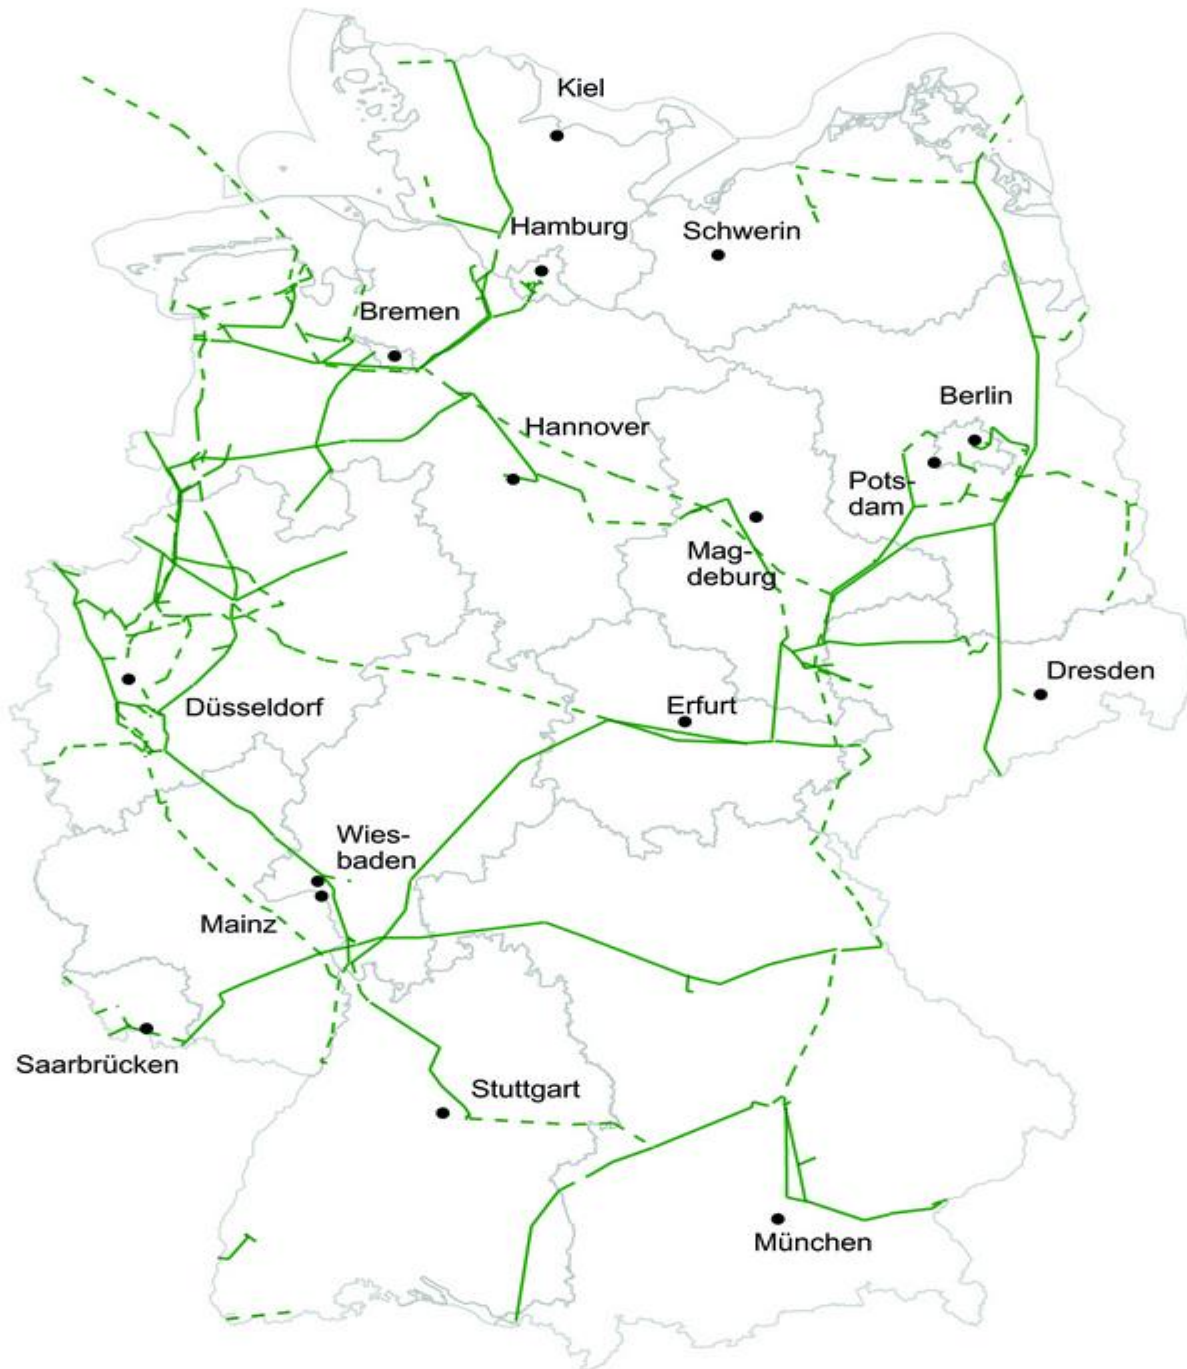 Kiel
Hamburg
Schwerin
Bremen
Berlin
Hannover
Pots-
dam
Mag-
deburg
Dresden
Düsseldorf
Erfurt
Wies-
baden
Mainz
Saarbrücken
Stuttgart
München